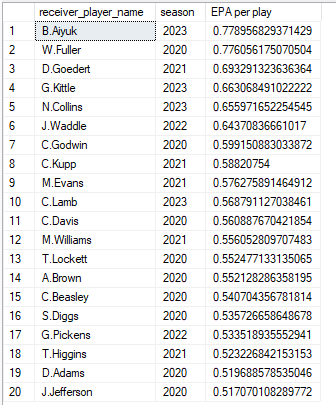 receiver_player_name season EPA per play
1 B.Aiyuk 2023 0.778956829371429
2 W.Fuller 2020 0.776056175070504
3 D.Goedert 2021 0.693291323636364
4 G.Kittle 2023 0.663068491022222
5 N.Collins 2023 0.655971652254545
6 J.Waddle 2022 0.64370836661017
7 C.Godwin 2020 0.599150883033872
8 C.Kupp 2021 0.58820754
9 M.Evans 2021 0.576275891464912
10 C.Lamb 2023 0.568791127038461
11 C.Davis 2020 0.560887670421854
12 M.Williams 2021 0.556052809707483
13 T.Lockett 2020 0.552477133135065
14 A.Brown 2020 0.552128286358195
15 C.Beasley 2020 0.540704356781814
16 S.Diggs 2020 0.535726658648678
17 G.Pickens 2022 0.533518935552941
18 T.Higgins 2021 0.523226842153153
19 D.Adams 2020 0.519688578535046
20 J.Jefferson 2020 0.517070108289772